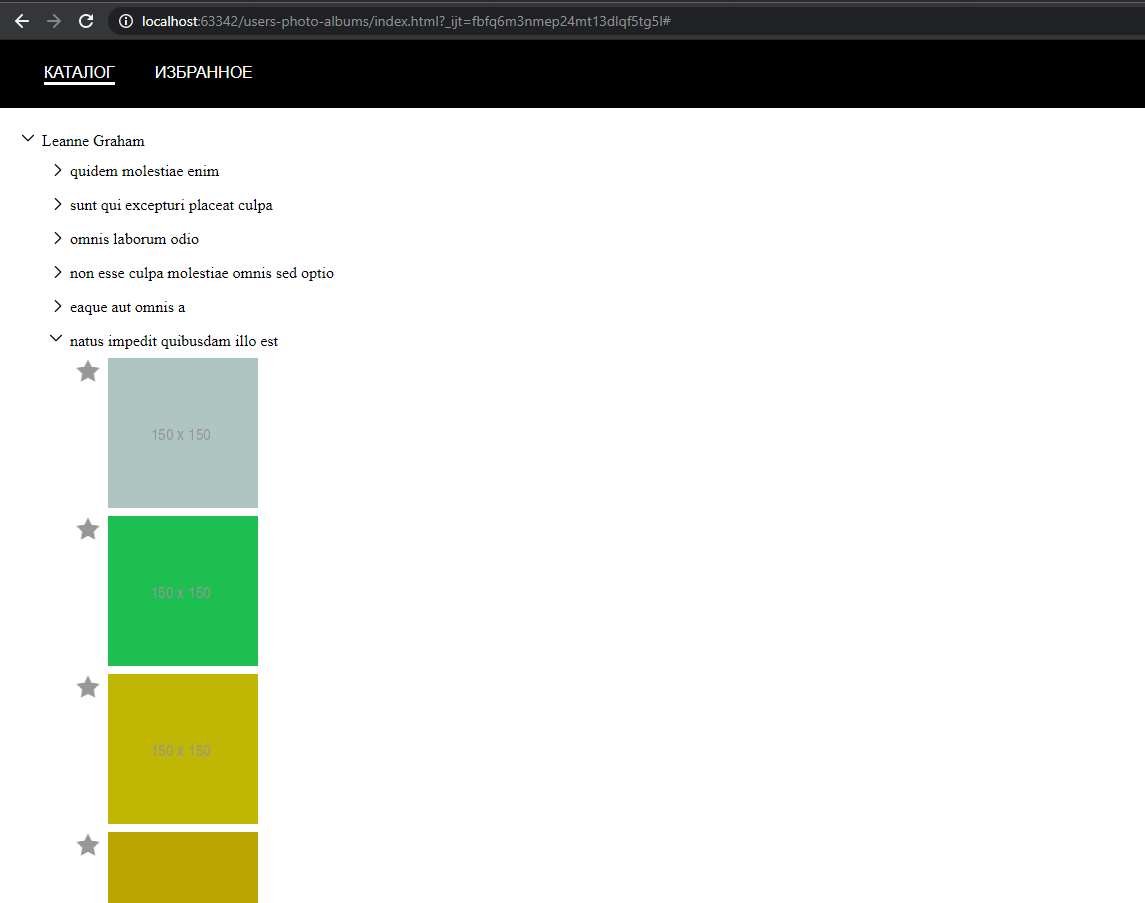 localhost:63342/users-photo-albums/index.html?_ijt=fbfq6m3nmep24mt13dlqf5tg5l#
КАТАЛОГ ИЗБРАННОЕ
Leanne Graham
quidem molestiae enim
sunt qui excepturi placeat culpa
omnis laborum odio
non esse culpa molestiae omnis sed optio
eaque aut omnis a
natus impedit quibusdam illo est
150 x 150
150 x 150
150 x 150